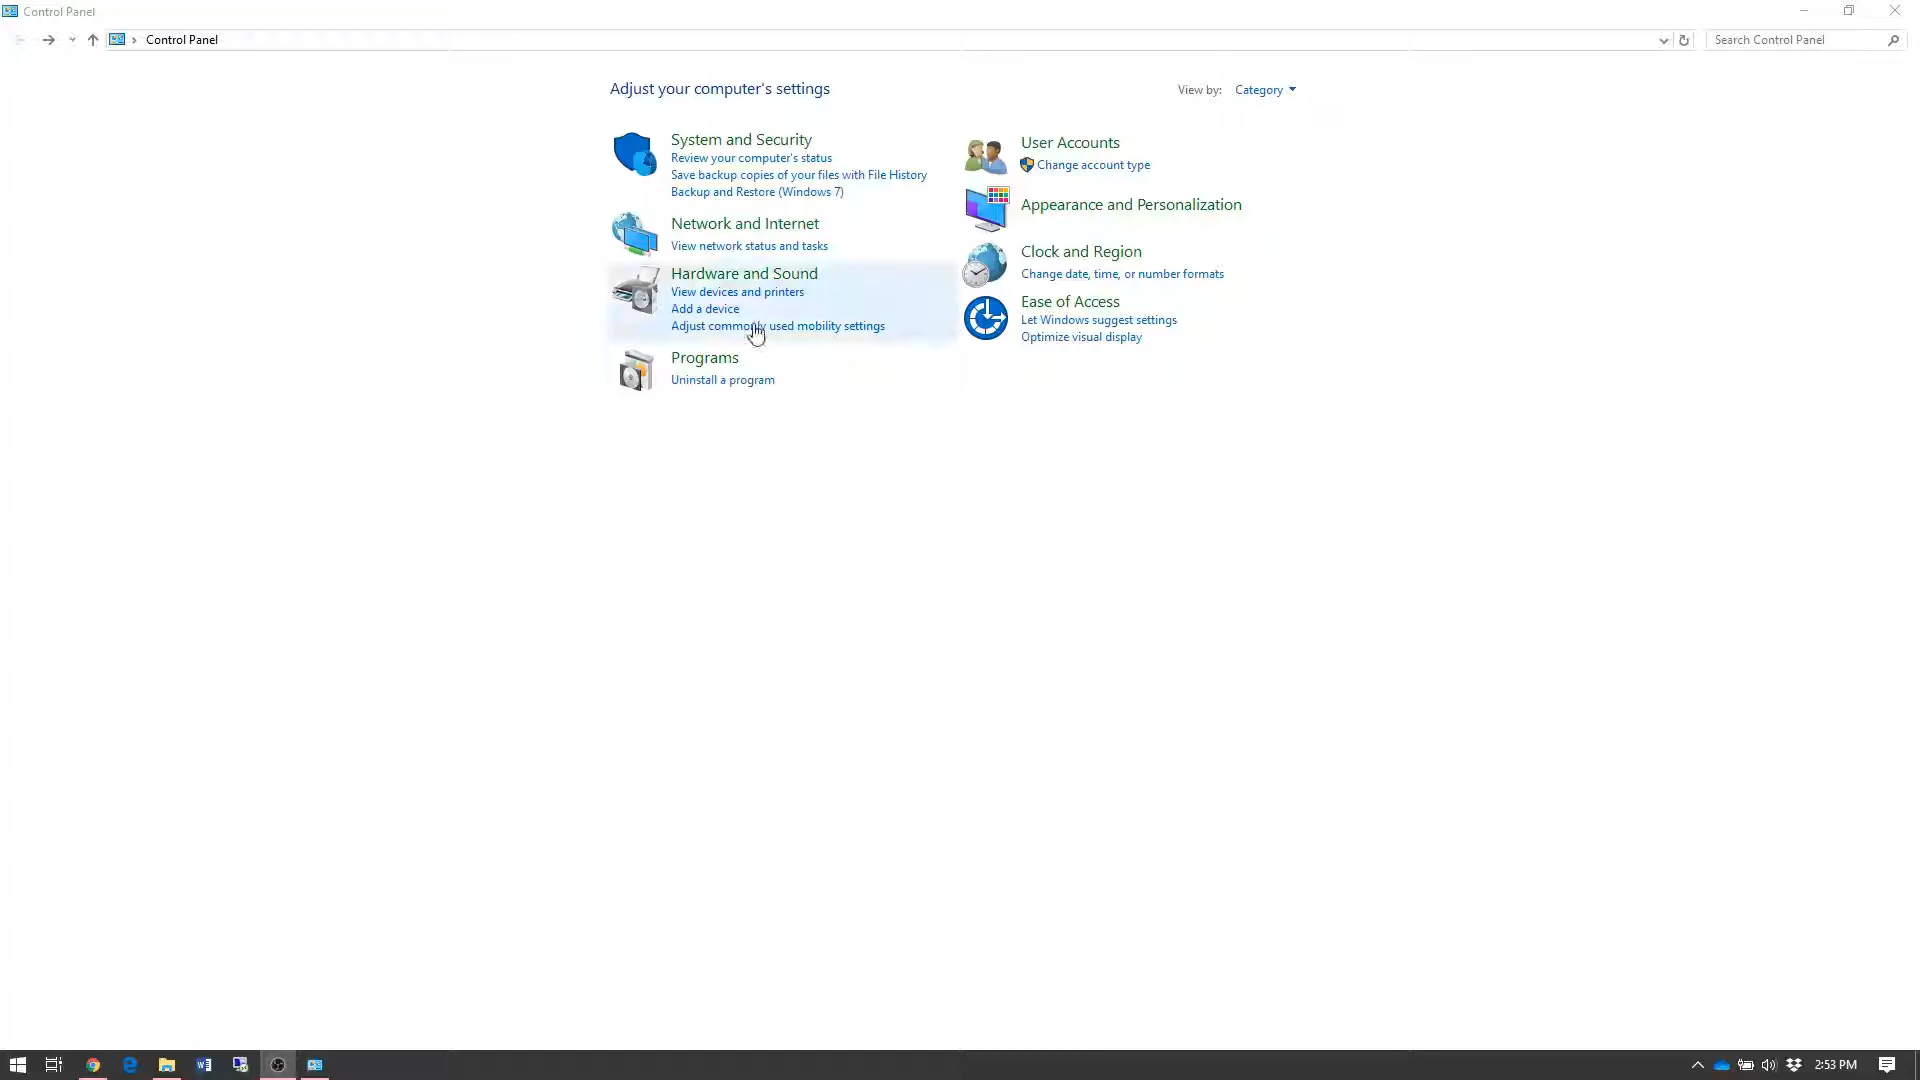 Control Panel
Control Panel
Search Control Panel
Adjust your computer's settings
View by: Category
System and Security
Review your computer's status
Save backup copies of your files with File History
Backup and Restore (Windows 7)
Network and Internet
View network status and tasks
Hardware and Sound
View devices and printers
Add a device
Adjust commonly used mobility settings
Programs
Uninstall a program
User Accounts
Change account type
Appearance and Personalization
Clock and Region
Change date, time, or number formats
Ease of Access
Let Windows suggest settings
Optimize visual display
2:53 PM